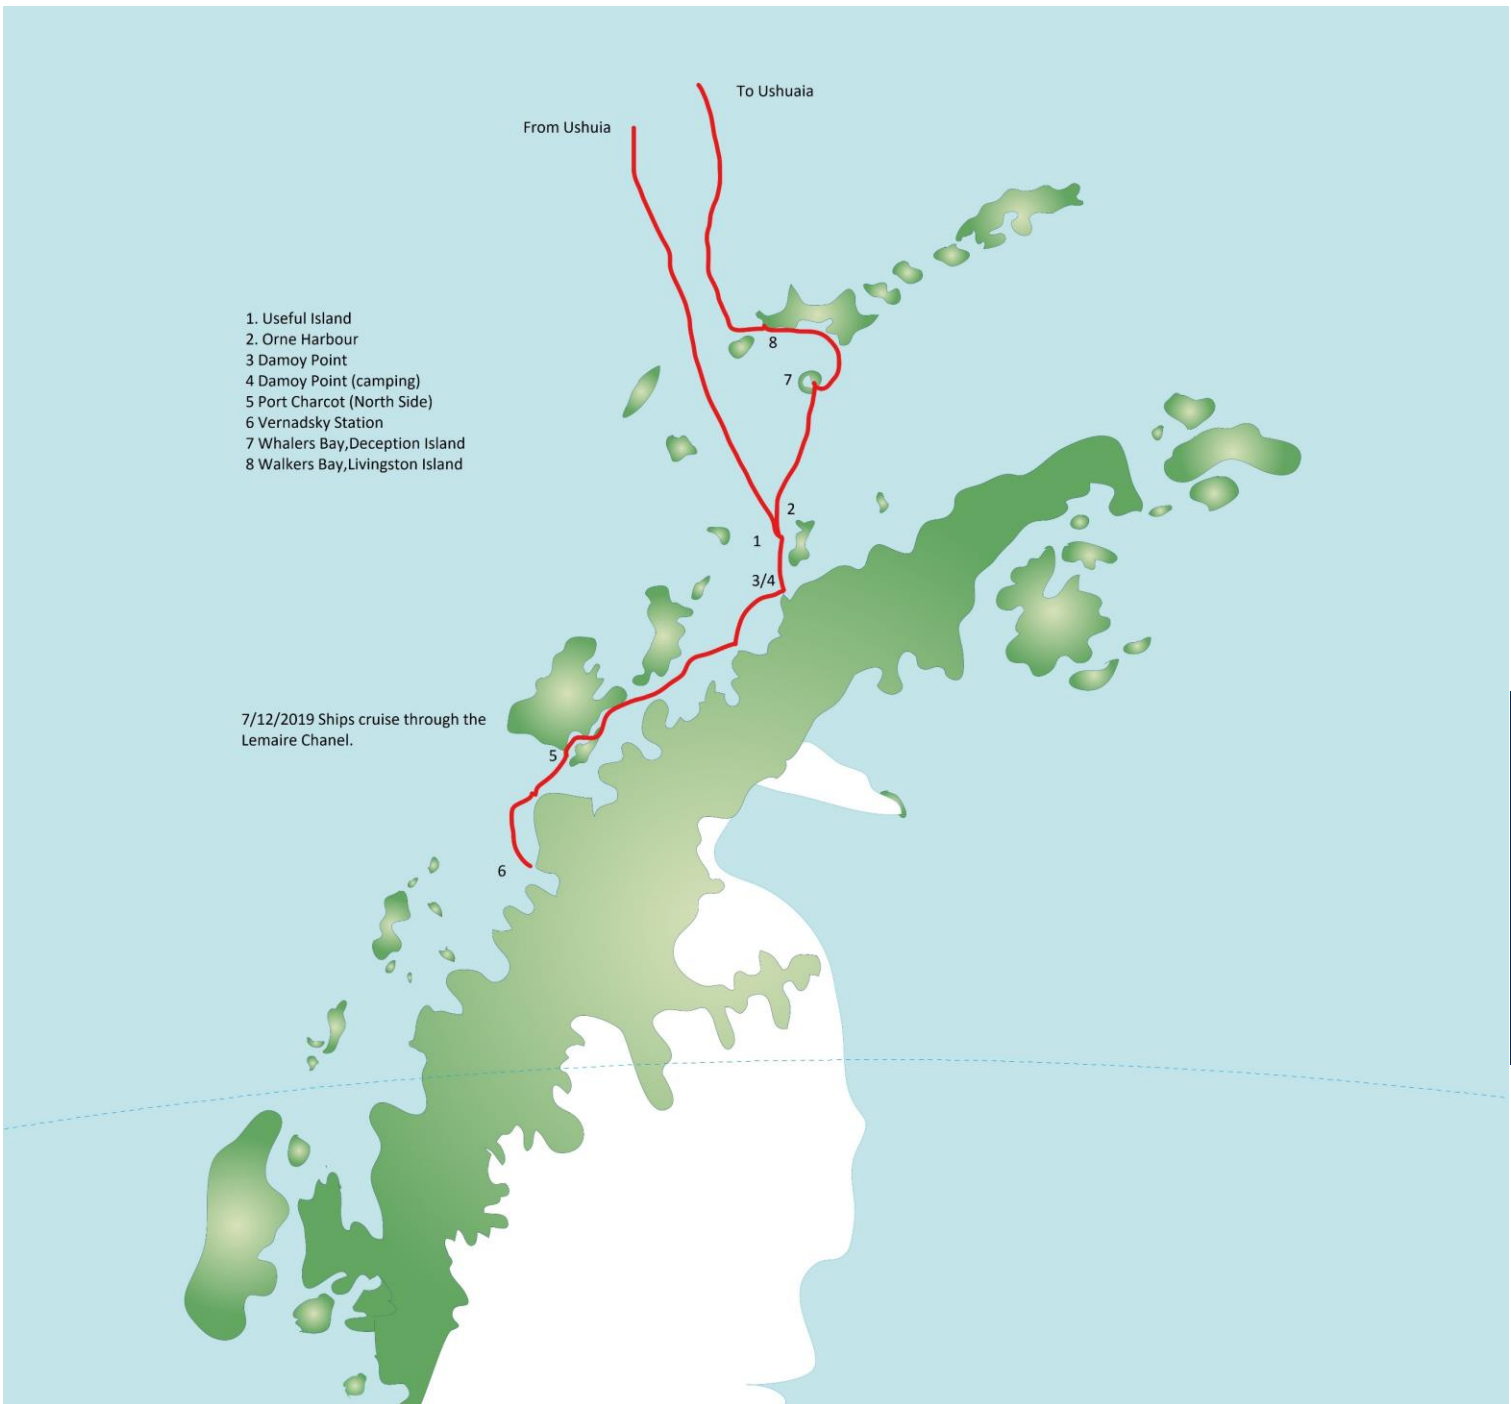 To Ushuaia
From Ushuia
1. Useful Island
2. Orne Harbour
3 Damoy Point
4 Damoy Point (camping)
5 Port Charcot (North Side)
6 Vernadsky Station
7 Whalers Bay,Deception Island
8 Walkers Bay,Livingston Island
8
7
2
1
3/4
7/12/2019 Ships cruise through the
Lemaire Chanel.
5
6